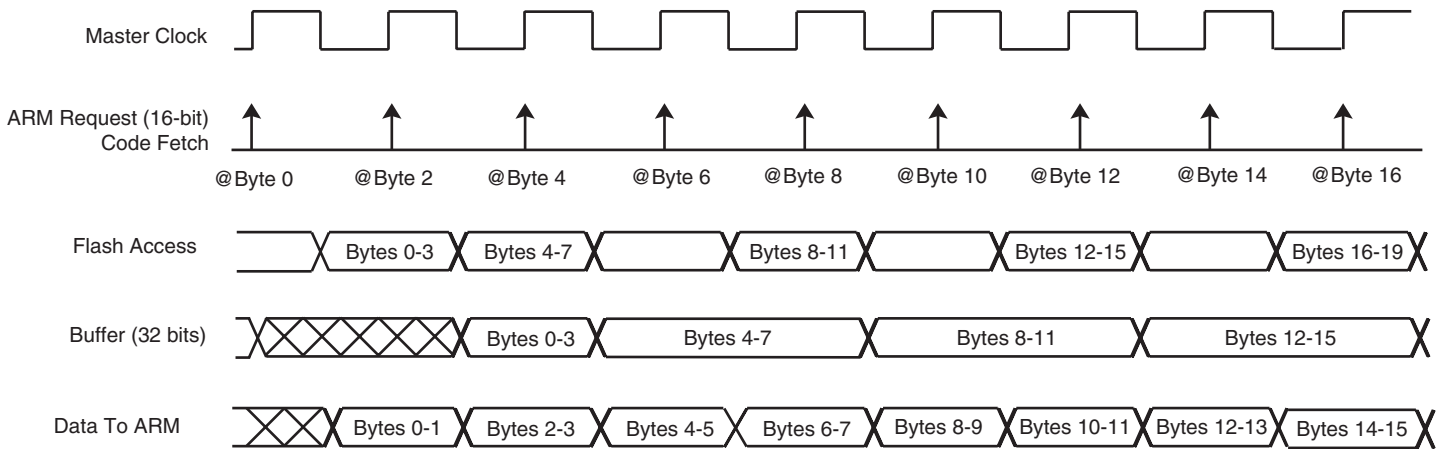 Master Clock
ARM Request (16-bit)
Code Fetch
@Byte 0 @Byte 2 @Byte 4 @Byte 6 @Byte 8 @Byte 10 @Byte 12 @Byte 14 @Byte 16
Flash Access Bytes 0-3 Bytes 4-7 Bytes 8-11 Bytes 12-15 Bytes 16-19
Buffer (32 bits) Bytes 0-3 Bytes 4-7 Bytes 8-11 Bytes 12-15
Data To ARM Bytes 0-1 Bytes 2-3 Bytes 4-5 Bytes 6-7 Bytes 8-9 Bytes 10-11 Bytes 12-13 Bytes 14-15